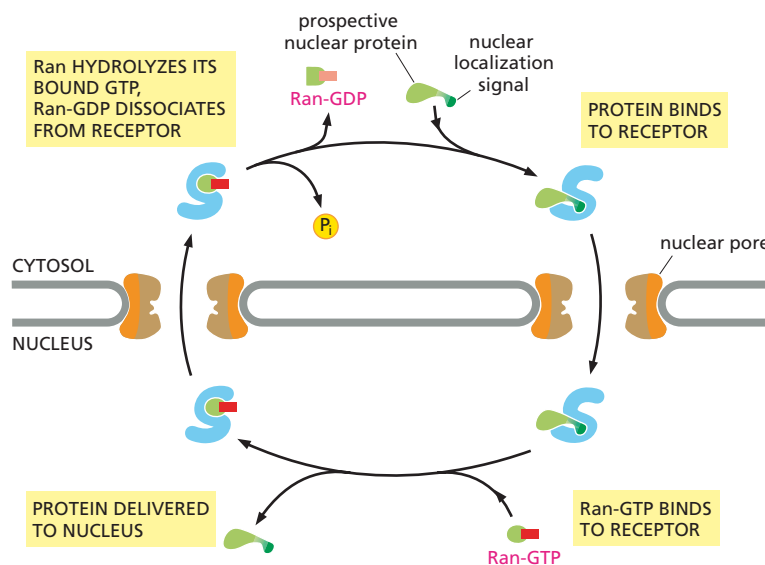 prospective
nuclear protein
nuclear
localization
signal
Ran HYDROLYZES ITS
BOUND GTP,
Ran-GDP DISSOCIATES
FROM RECEPTOR
Ran-GDP
PROTEIN BINDS
TO RECEPTOR
Pi
nuclear pore
CYTOSOL
NUCLEUS
PROTEIN DELIVERED
TO NUCLEUS
Ran-GTP BINDS
TO RECEPTOR
Ran-GTP